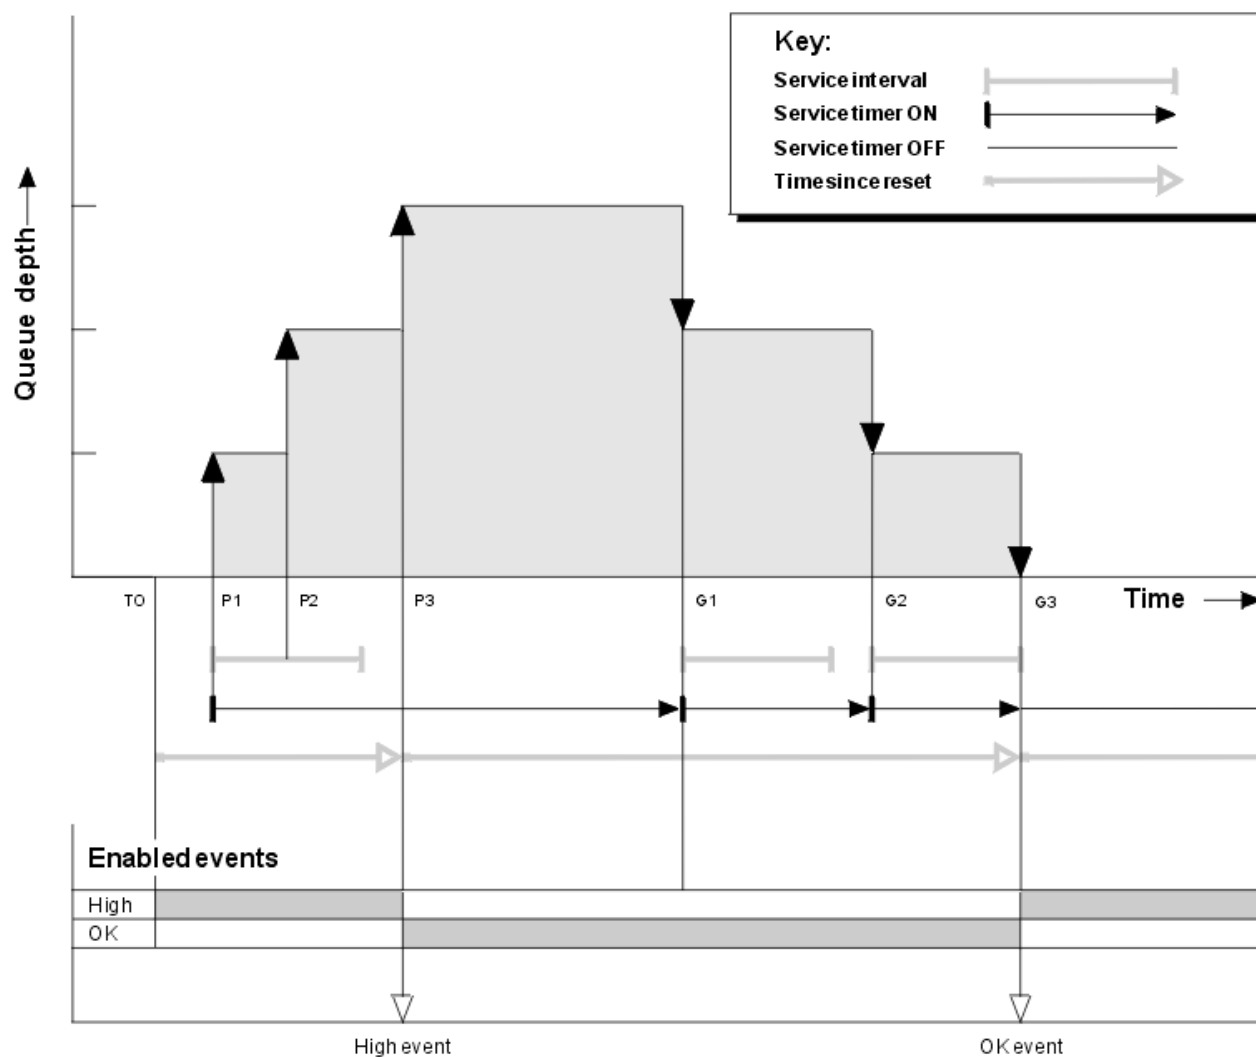 Key:
Service interval
Service timer ON
Service timer OFF
Time since reset
Queue depth
T0 P1 P2 P3 G1 G2 G3 Time
Enabled events
High
OK
High event OK event